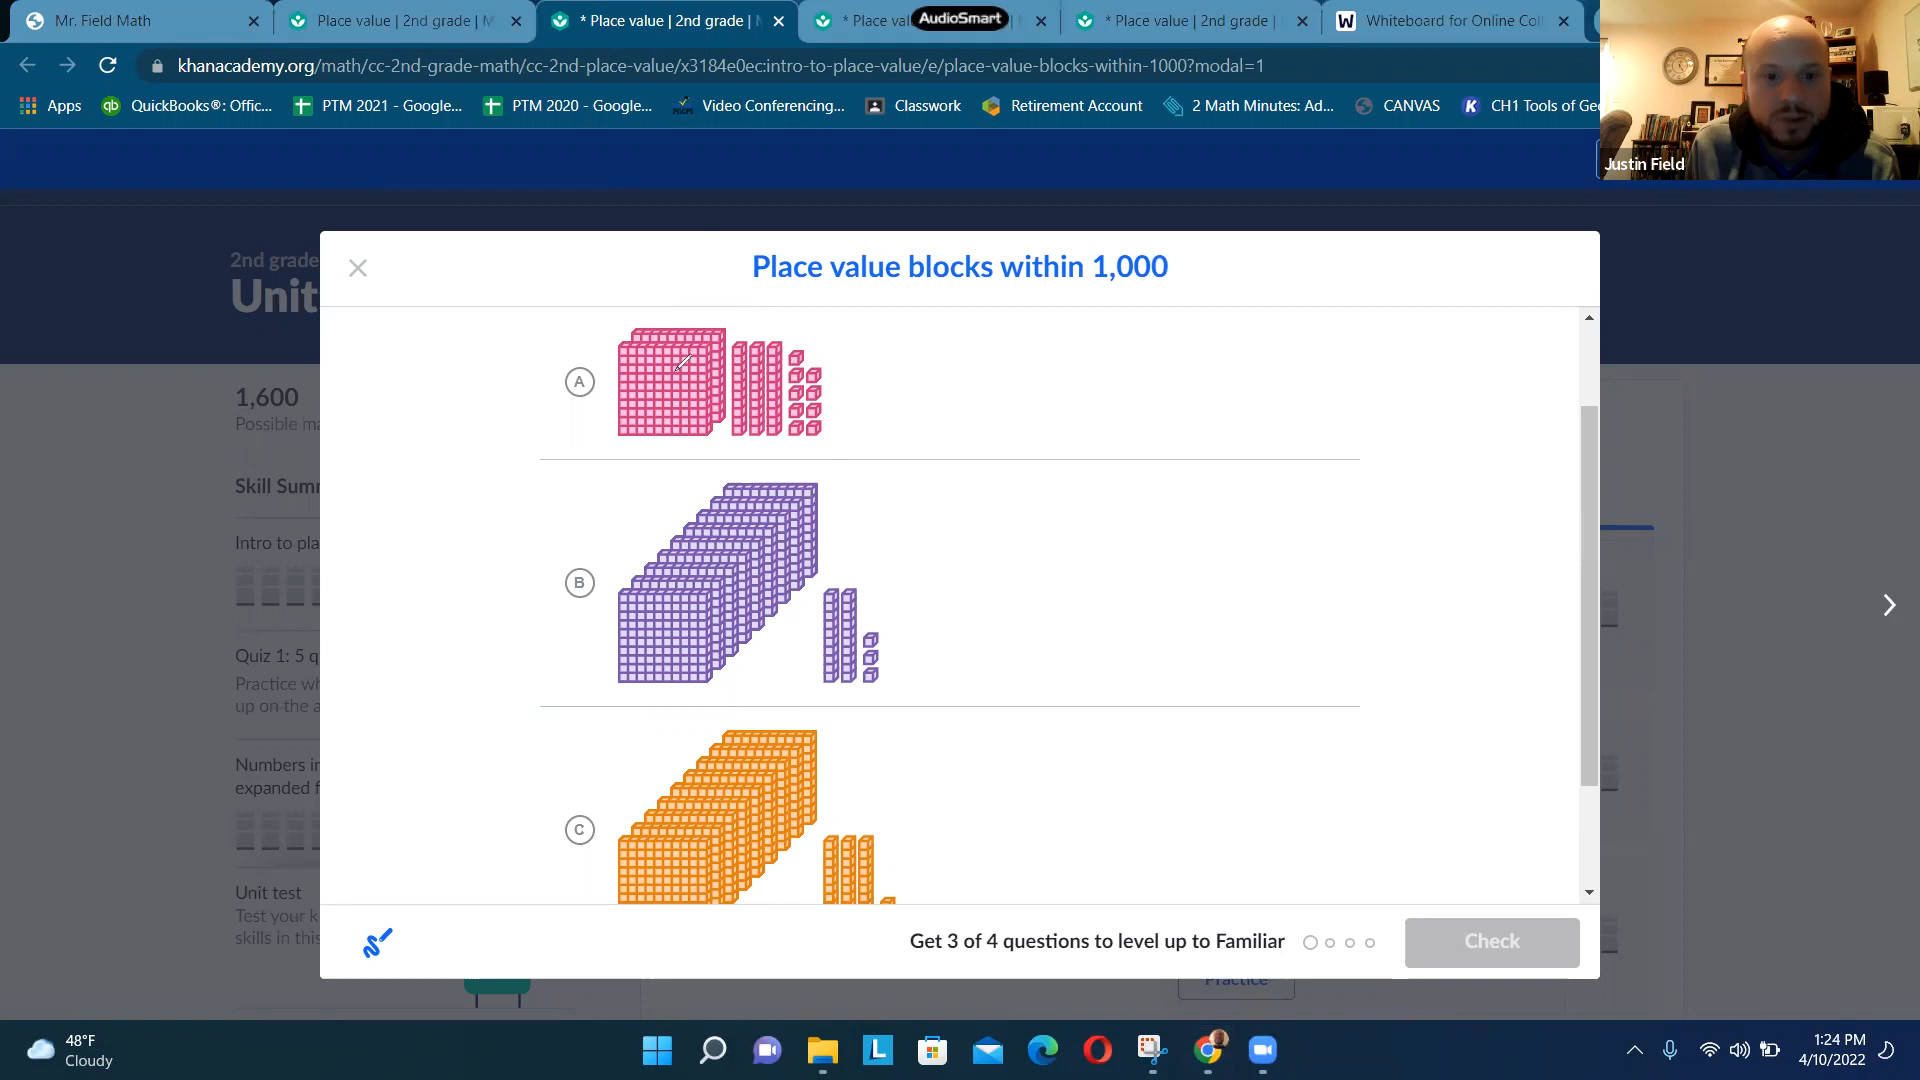 Mr. Field Math
Place value | 2nd grade | M
* Place value | 2nd grade |
* Place val
AudioSmart
* Place value | 2nd grade |
Whiteboard for Online Col
khanacademy.org/math/cc-2nd-grade-math/cc-2nd-place-value/x3184e0ec:intro-to-place-value/e/place-value-blocks-within-1000?modal=1
Apps
QuickBooks®: Offic...
PTM 2021 - Google...
PTM 2020 - Google...
Video Conferencing...
Classwork
Retirement Account
2 Math Minutes: Ad...
CANVAS
CH1 Tools of Geo
Justin Field
2nd grade
Unit
Place value blocks within 1,000
1,600
Possible ma
Skill Summ
Intro to pla
Quiz 1: 5 q
Practice wh
up on the a
Numbers in
expanded f
Unit test
Test your k
skills in this
A
B
C
Get 3 of 4 questions to level up to Familiar
Check
Practice
48°F
Cloudy
1:24 PM
4/10/2022